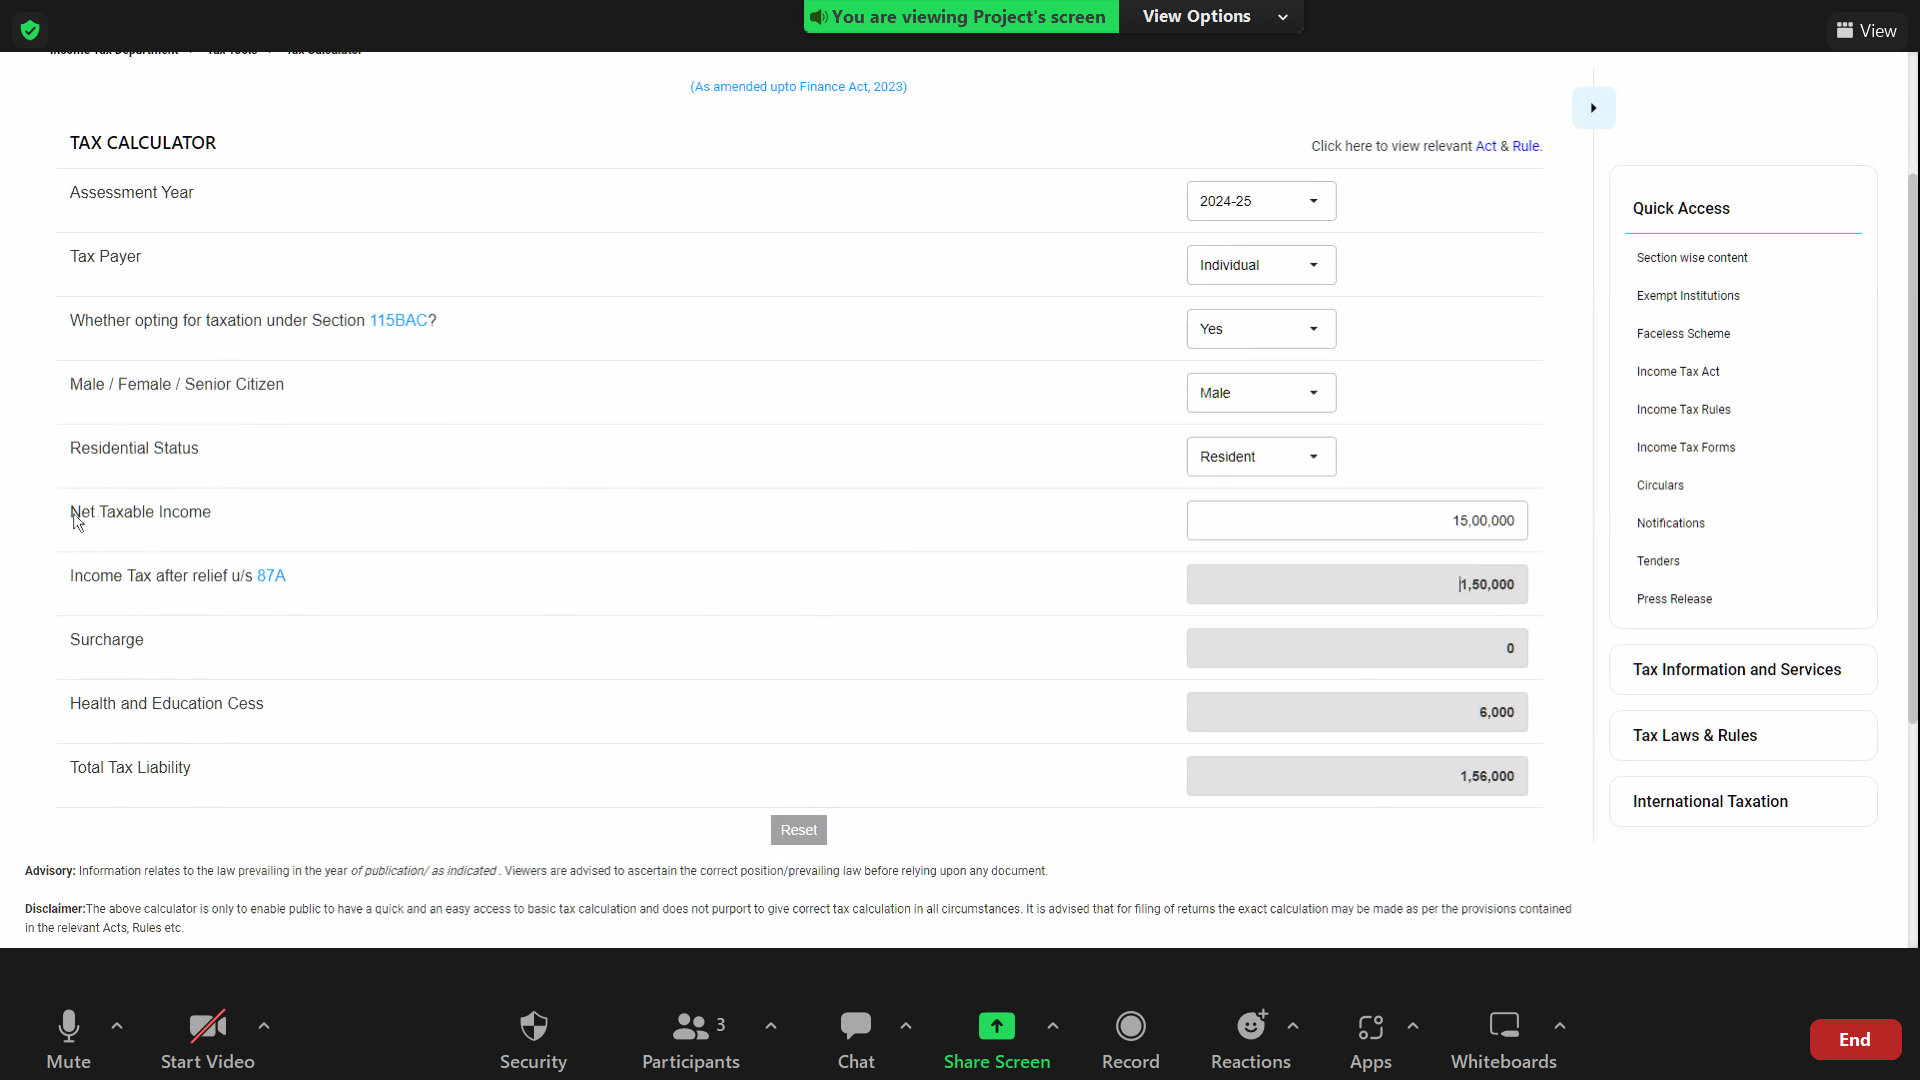 You are viewing Project's screen
View Options
View
Income Tax Department
Tax Tools
Tax Calculator
(As amended upto Finance Act, 2023)
TAX CALCULATOR
Click here to view relevant Act & Rule.
Assessment Year
2024-25
Tax Payer
Individual
Whether opting for taxation under Section 115BAC?
Yes
Male / Female / Senior Citizen
Male
Residential Status
Resident
Net Taxable Income
15,00,000
Income Tax after relief u/s 87A
1,50,000
Surcharge
0
Health and Education Cess
6,000
Total Tax Liability
1,56,000
Reset
Advisory: Information relates to the law prevailing in the year of publication/ as indicated . Viewers are advised to ascertain the correct position/prevailing law before relying upon any document.
Disclaimer:The above calculator is only to enable public to have a quick and an easy access to basic tax calculation and does not purport to give correct tax calculation in all circumstances. It is advised that for filing of returns the exact calculation may be made as per the provisions contained
in the relevant Acts, Rules etc.
Quick Access
Section wise content
Exempt Institutions
Faceless Scheme
Income Tax Act
Income Tax Rules
Income Tax Forms
Circulars
Notifications
Tenders
Press Release
Tax Information and Services
Tax Laws & Rules
International Taxation
Mute
Start Video
Security
3
Participants
Chat
Share Screen
Record
Reactions
Apps
Whiteboards
End